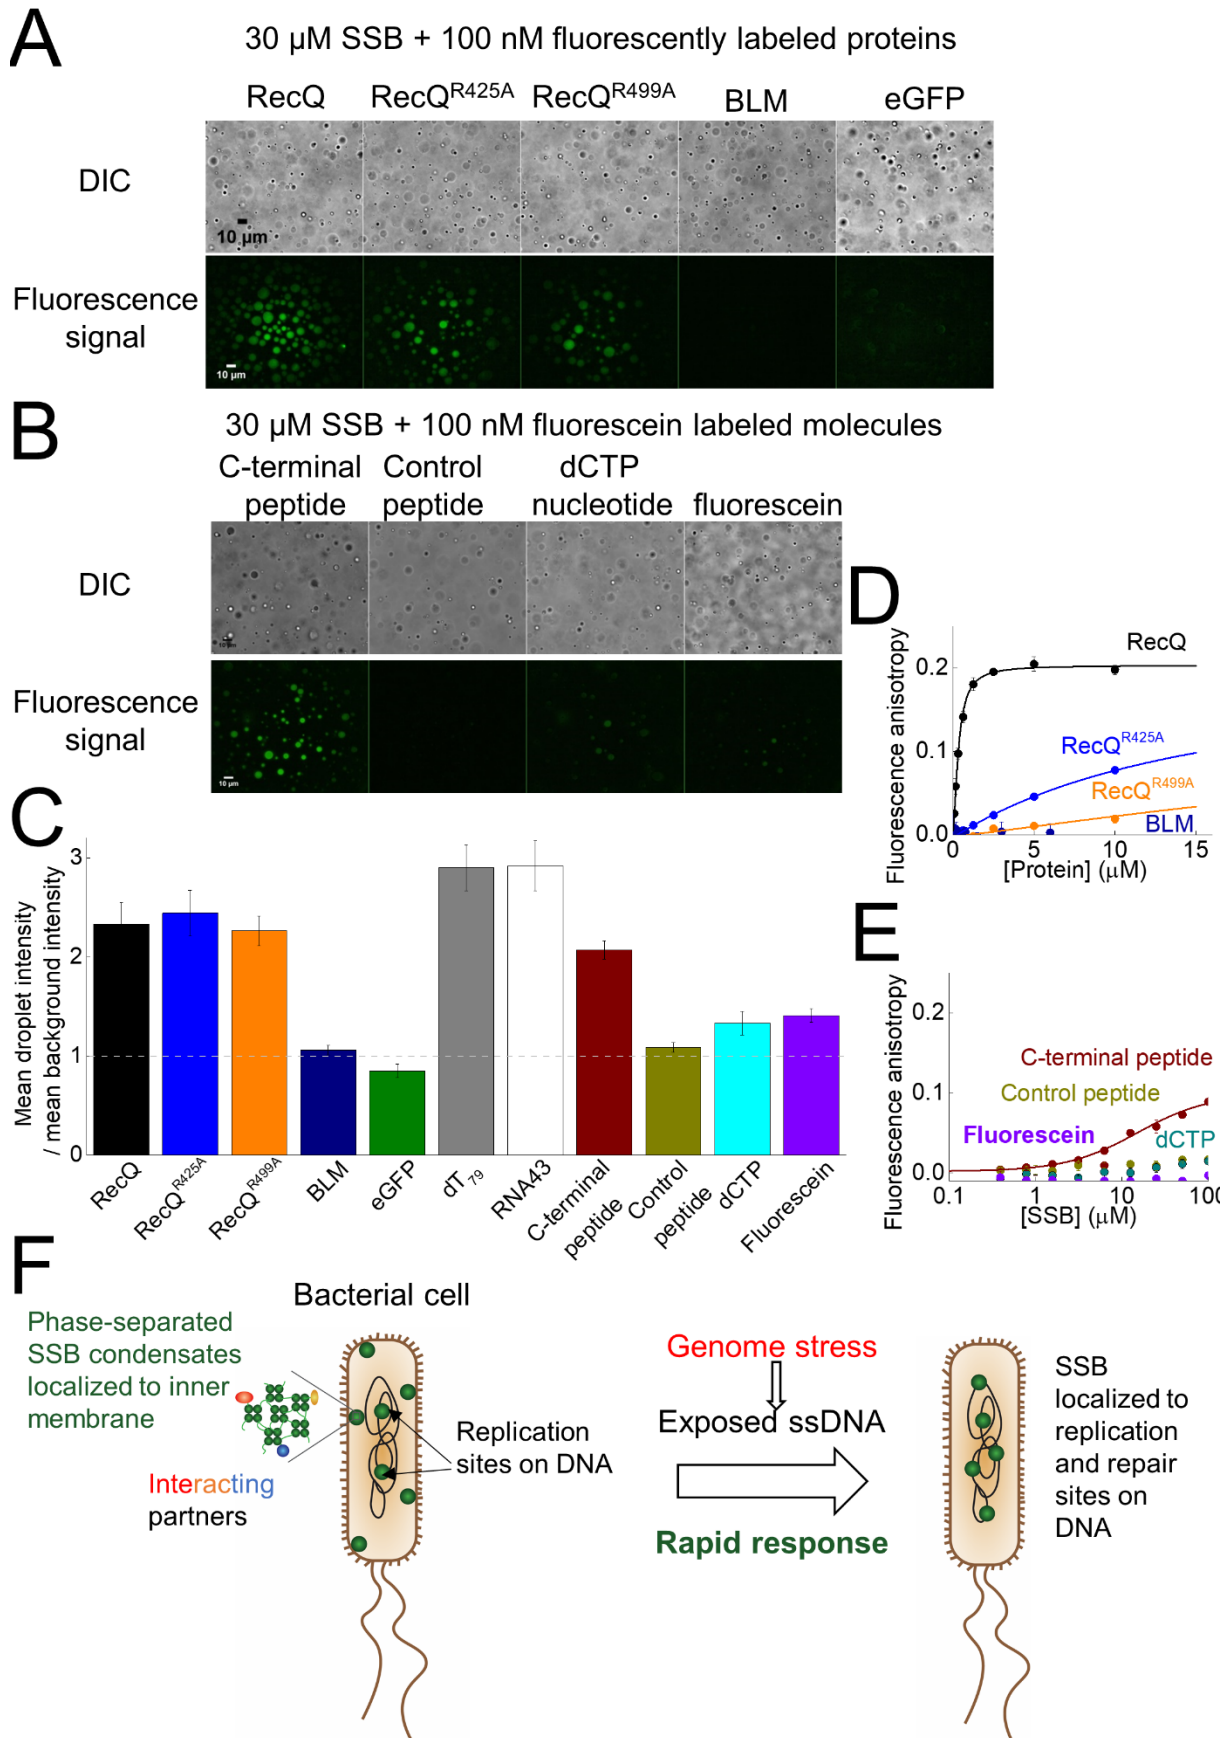 A
30 µM SSB + 100 nM fluorescently labeled proteins
RecQ
RecQR425A
RecQR499A
BLM
eGFP
DIC
10 µm
Fluorescence
signal
10 µm
B
30 µM SSB + 100 nM fluorescein labeled molecules
C-terminal
peptide
Control
peptide
dCTP
nucleotide
fluorescein
DIC
10 µm
Fluorescence
signal
10 µm
C
Mean droplet intensity
/ mean background intensity
3
2
1
0
RecQ
RecQR425A
RecQR499A
BLM
eGFP
dT79
RNA43
C-terminal
peptide
Control
peptide
dCTP
Fluorescein
D
Fluorescence anisotropy
0.2
0.1
0.0
RecQ
RecQR425A
RecQR499A
BLM
0
5
10
15
[Protein] (µM)
E
Fluorescence anisotropy
0.2
0.1
0.0
C-terminal peptide
Control peptide
Fluorescein
dCTP
0.1
1
10
100
[SSB] (µM)
F
Bacterial cell
Phase-separated
SSB condensates
localized to inner
membrane
Interacting
partners
Replication
sites on DNA
Genome stress
Exposed ssDNA
Rapid response
SSB
localized to
replication
and repair
sites on
DNA